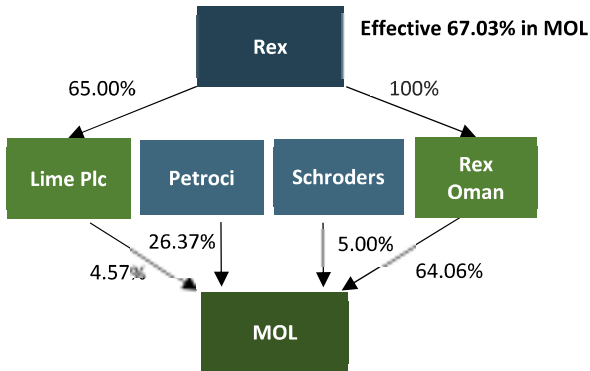 Effective 67.03% in MOL
Rex
65.00%
100%
Lime Plc
Petroci
Schroders
Rex
Oman
26.37%
5.00%
4.57%
64.06%
MOL